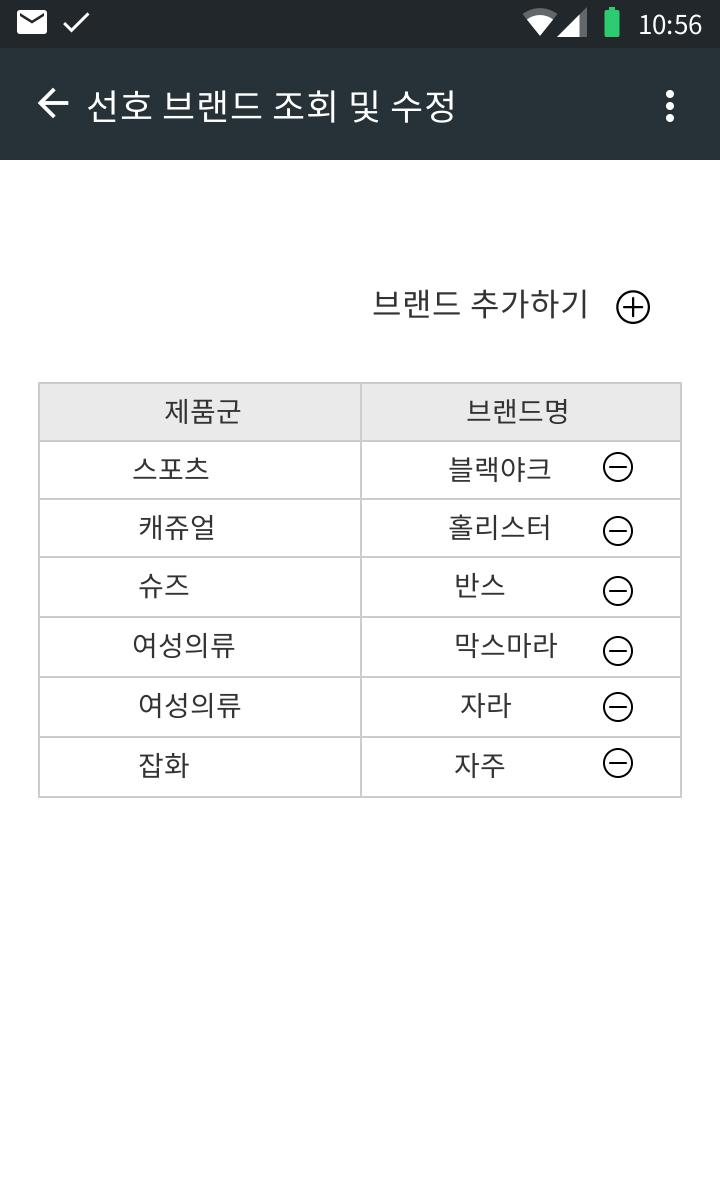 10:56
선호 브랜드 조회 및 수정
브랜드 추가하기
제품군 브랜드명
스포츠 블랙야크
캐쥬얼 홀리스터
슈즈 반스
여성의류 막스마라
여성의류 자라
잡화 자주